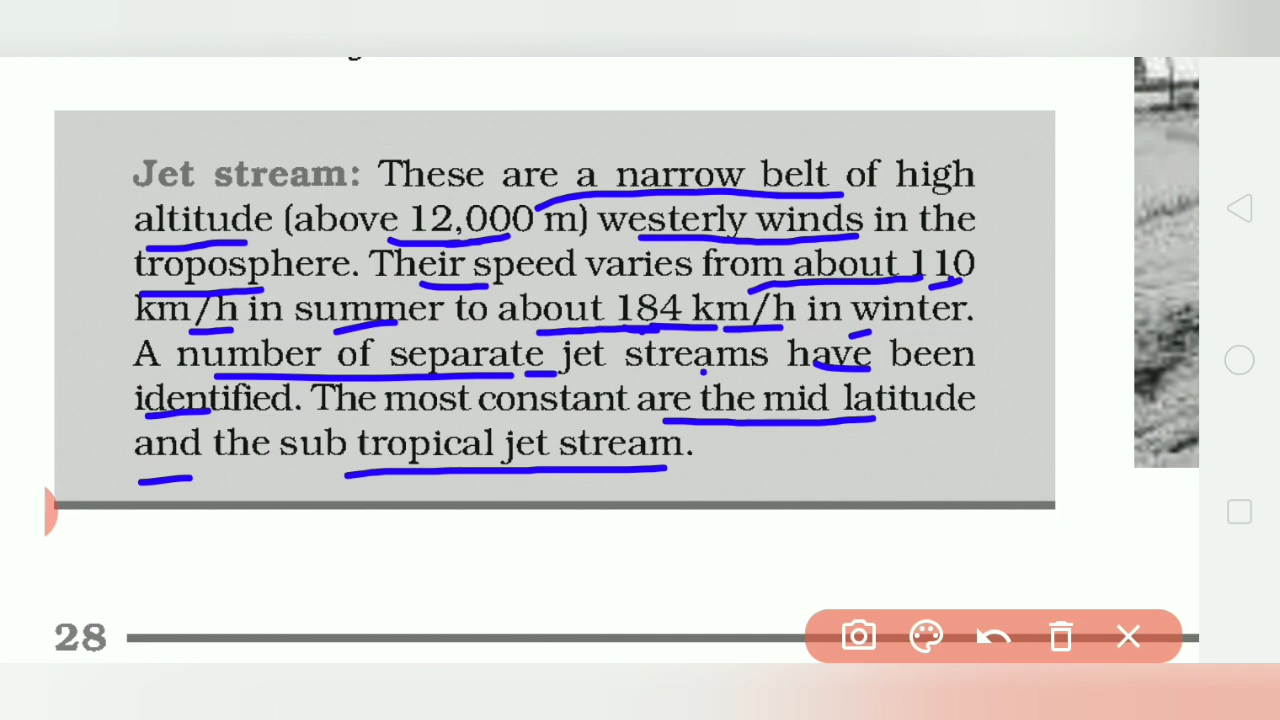 Jet stream: These are a narrow belt of high
altitude (above 12,000 m) westerly winds in the
troposphere. Their speed varies from about 110
km/h in summer to about 184 km/h in winter.
A number of separate jet streams have been
identified. The most constant are the mid latitude
and the sub tropical jet stream.
28